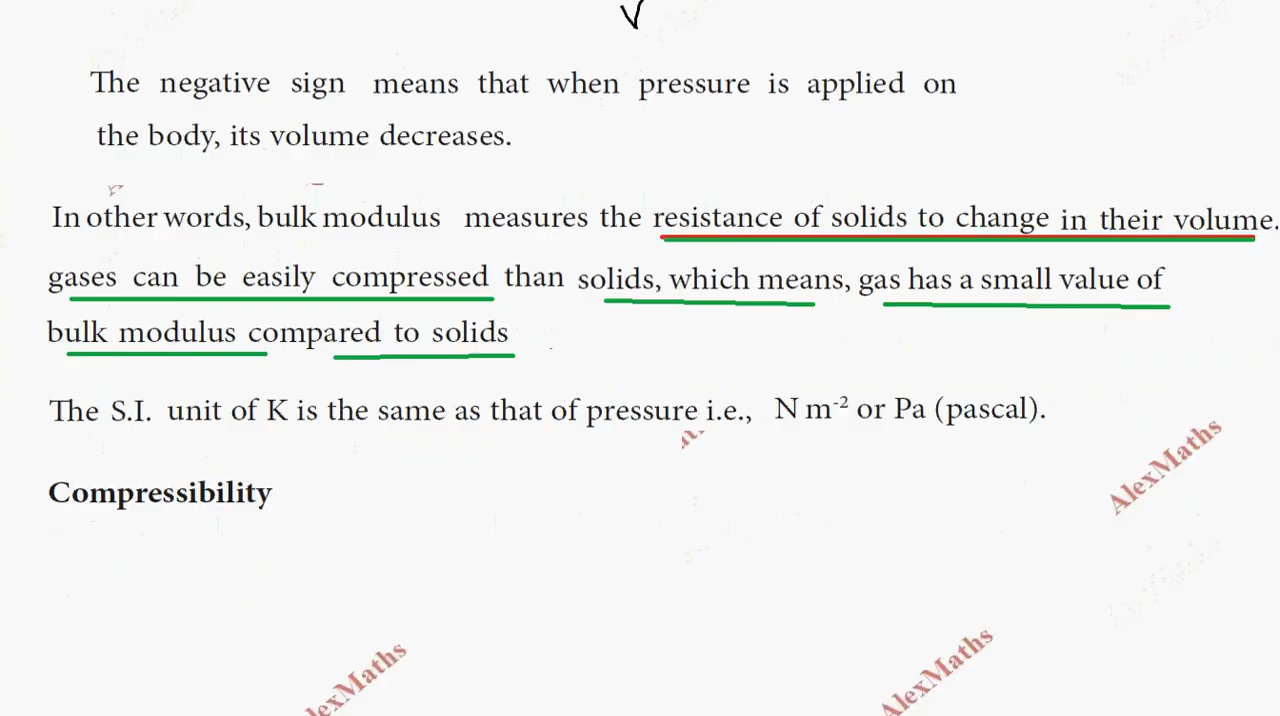 V
The negative sign means that when pressure is applied on
the body, its volume decreases.
In other words, bulk modulus measures the resistance of solids to change in their volume.
gases can be easily compressed than solids, which means, gas has a small value of
bulk modulus compared to solids
The S.I. unit of K is the same as that of pressure i.e., N m⁻² or Pa (pascal).
AlexMaths
Compressibility
lexMaths
AlexMaths